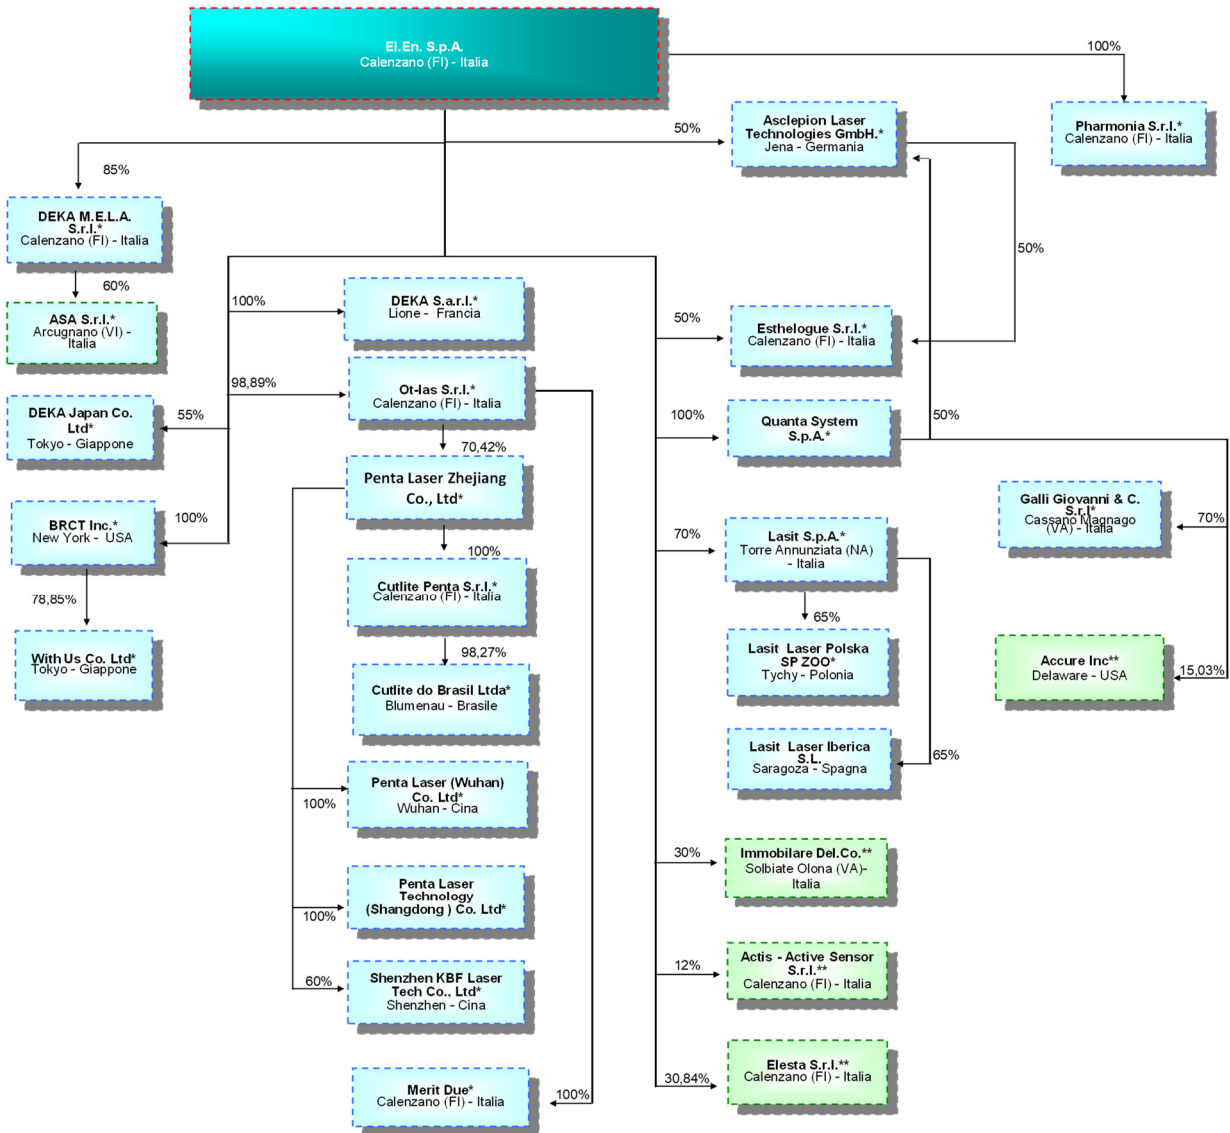 El.En. S.p.A.
Calenzano (FI) - Italia
100%
Pharmonia S.r.l.*
Calenzano (FI) - Italia
50%
Asclepion Laser
Technologies GmbH.*
Jena - Germania
50%
85%
DEKA M.E.L.A.
S.r.l.*
Calenzano (FI) - Italia
60%
ASA S.r.l.*
Arcugnano (VI) -
Italia
100%
DEKA S.a.r.l.*
Lione - Francia
50%
Esthelogue S.r.l.*
Calenzano (FI) - Italia
98,89%
Ot-las S.r.l.*
Calenzano (FI) - Italia
55%
DEKA Japan Co.
Ltd*
Tokyo - Giappone
100%
Quanta System
S.p.A.*
50%
70,42%
Penta Laser Zhejiang
Co., Ltd*
100%
BRCT Inc.*
New York - USA
78,85%
With Us Co. Ltd*
Tokyo - Giappone
100%
Cutlite Penta S.r.l.*
Calenzano (FI) - Italia
98,27%
Cutlite do Brasil Ltda*
Blumenau - Brasile
100%
Penta Laser (Wuhan)
Co. Ltd*
Wuhan - Cina
100%
Penta Laser
Technology
(Shangdong ) Co. Ltd*
60%
Shenzhen KBF Laser
Tech Co., Ltd*
Shenzhen - Cina
100%
Merit Due*
Calenzano (FI) - Italia
70%
Lasit S.p.A.*
Torre Annunziata (NA)
- Italia
65%
Lasit Laser Polska
SP ZOO*
Tychy - Polonia
65%
Lasit Laser Iberica
S.L.
Saragoza - Spagna
70%
Galli Giovanni & C.
S.r.l*
Cassano Magnago
(VA) - Italia
15,03%
Accure Inc**
Delaware - USA
30%
Immobilare Del.Co.**
Solbiate Olona (VA)-
Italia
12%
Actis - Active Sensor
S.r.l.**
Calenzano (FI) - Italia
30,84%
Elesta S.r.l.**
Calenzano (FI) - Italia